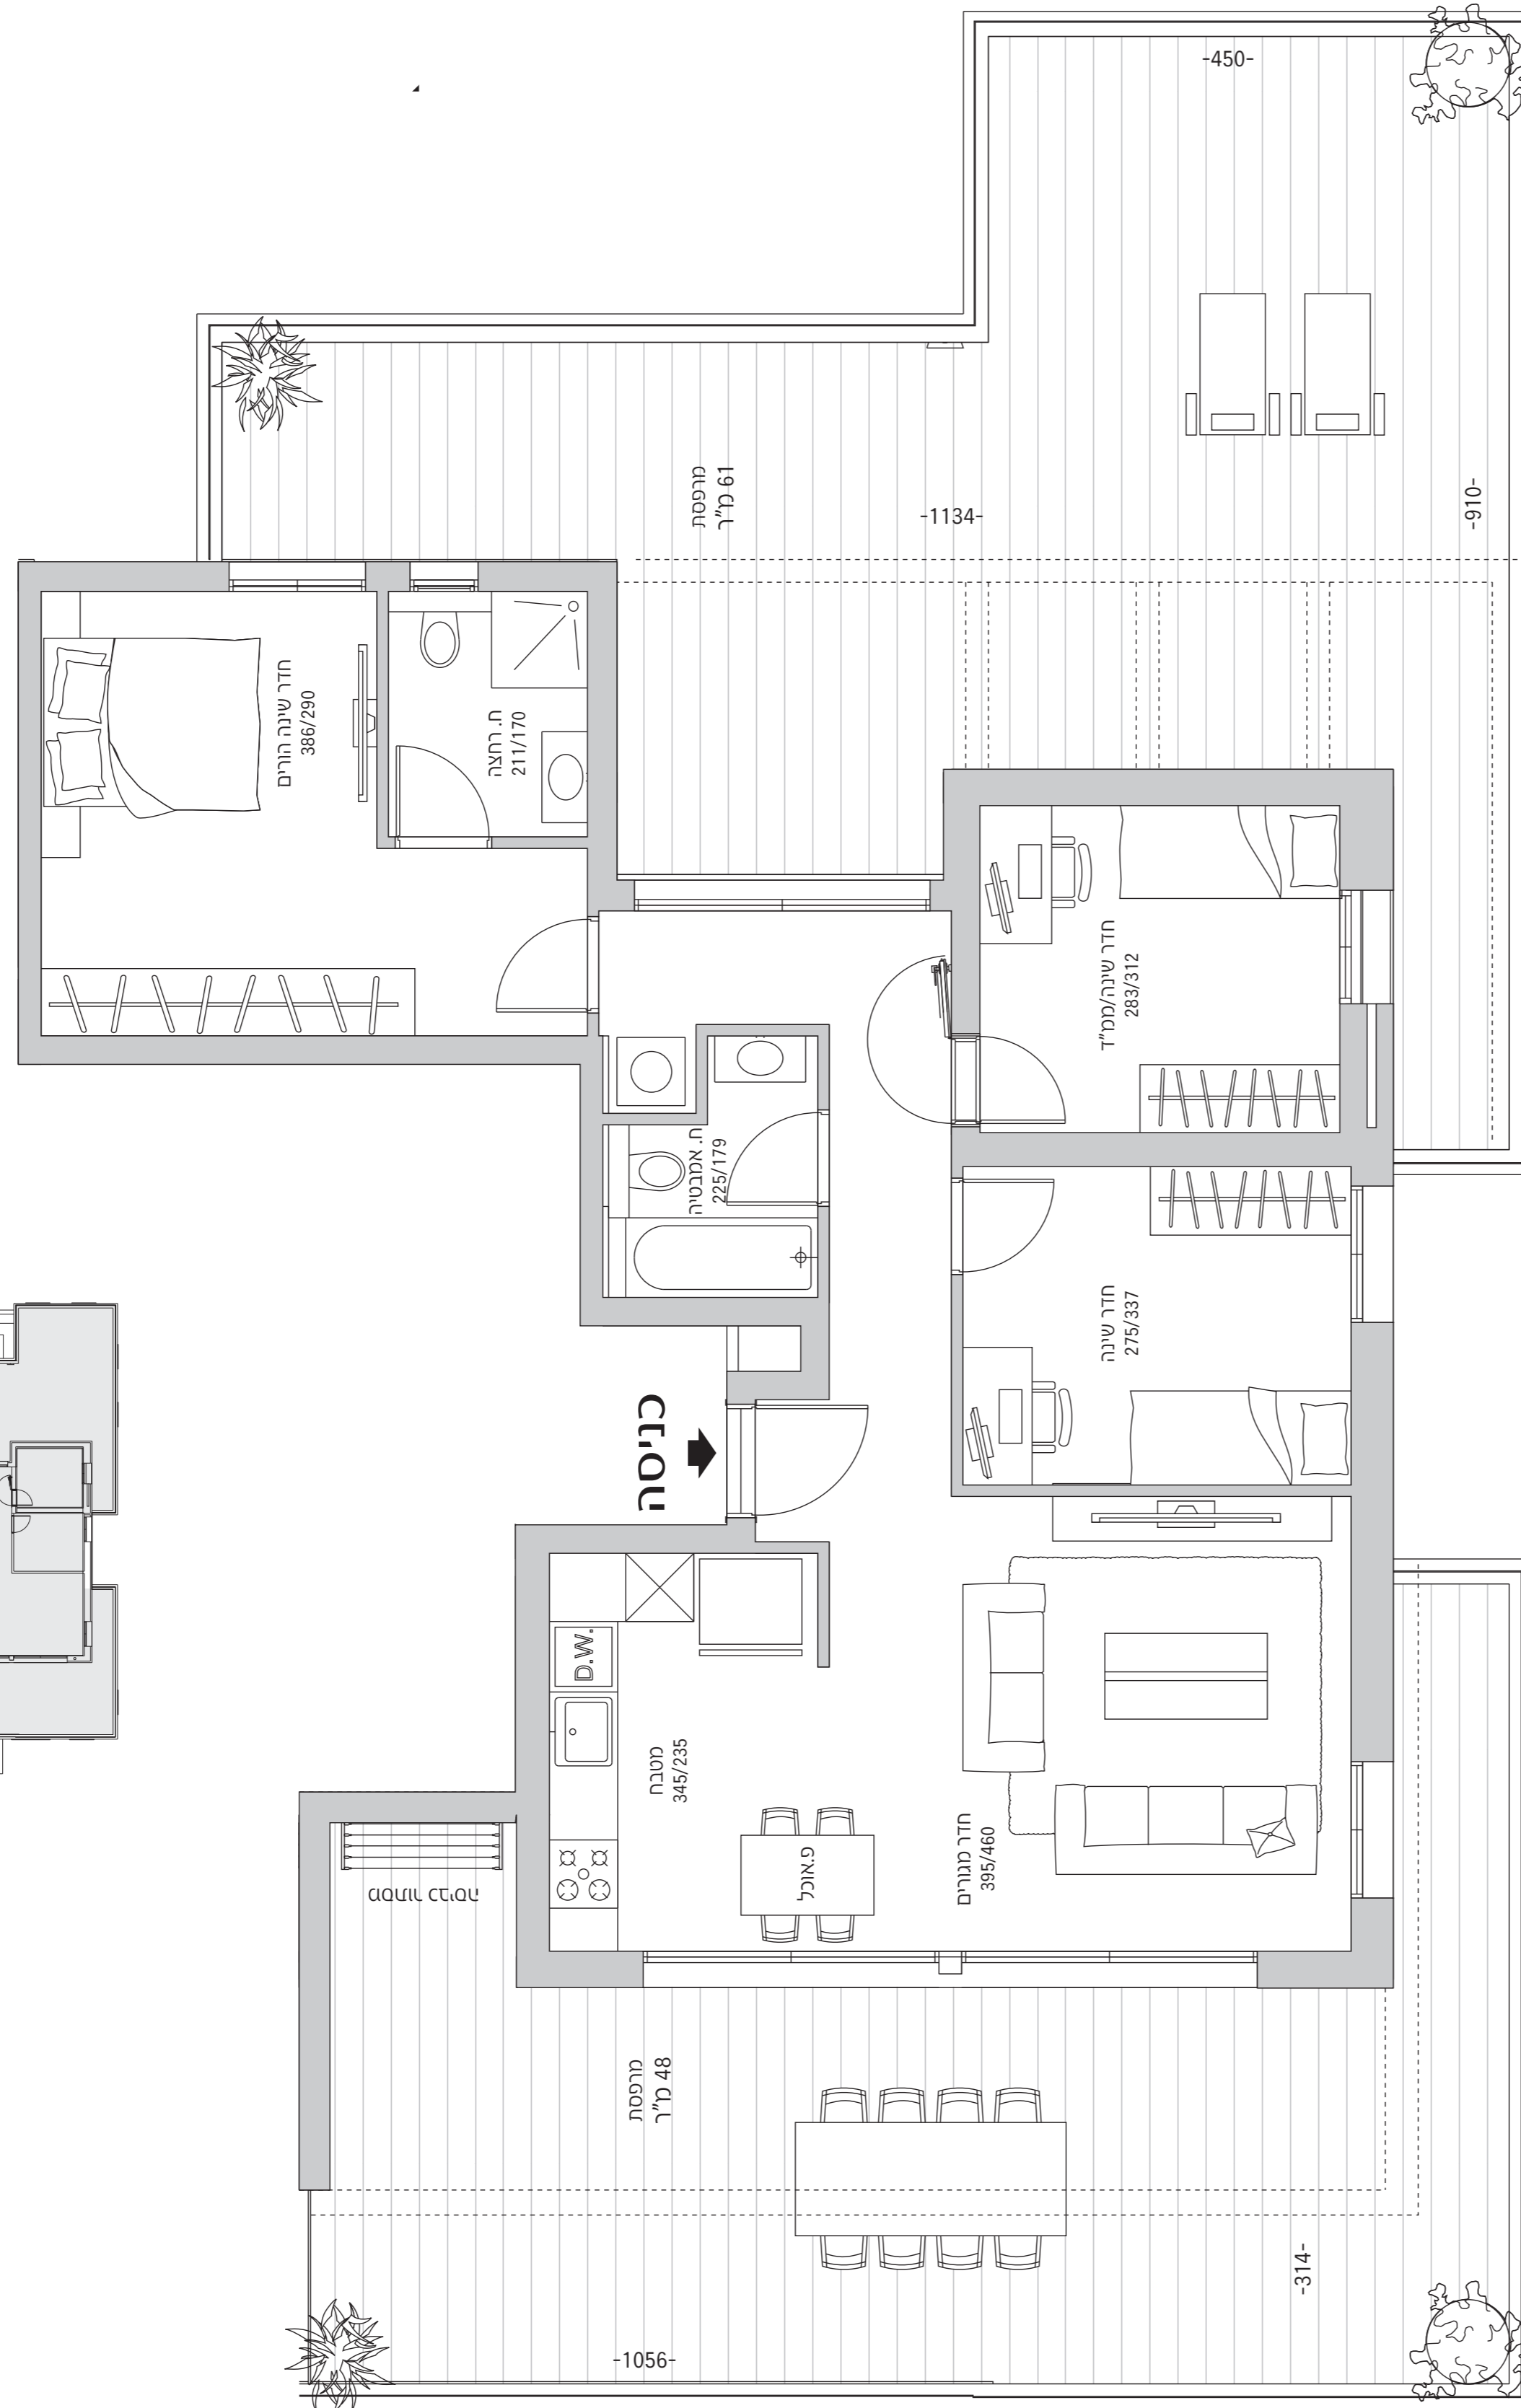 -450-
מרפסת
61 מ"ר
-1134-
-910-
חדר שינה הורים
386/290
ח. רחצה
211/170
חדר שינה/ממ"ד
283/312
ח. אמבטיה
225/179
חדר שינה
275/337
כניסה
D.W.
מטבח
345/235
פ.אוכל
חדר מגורים
395/460
מסתור כביסה
מרפסת
48 מ"ר
-314-
-1056-